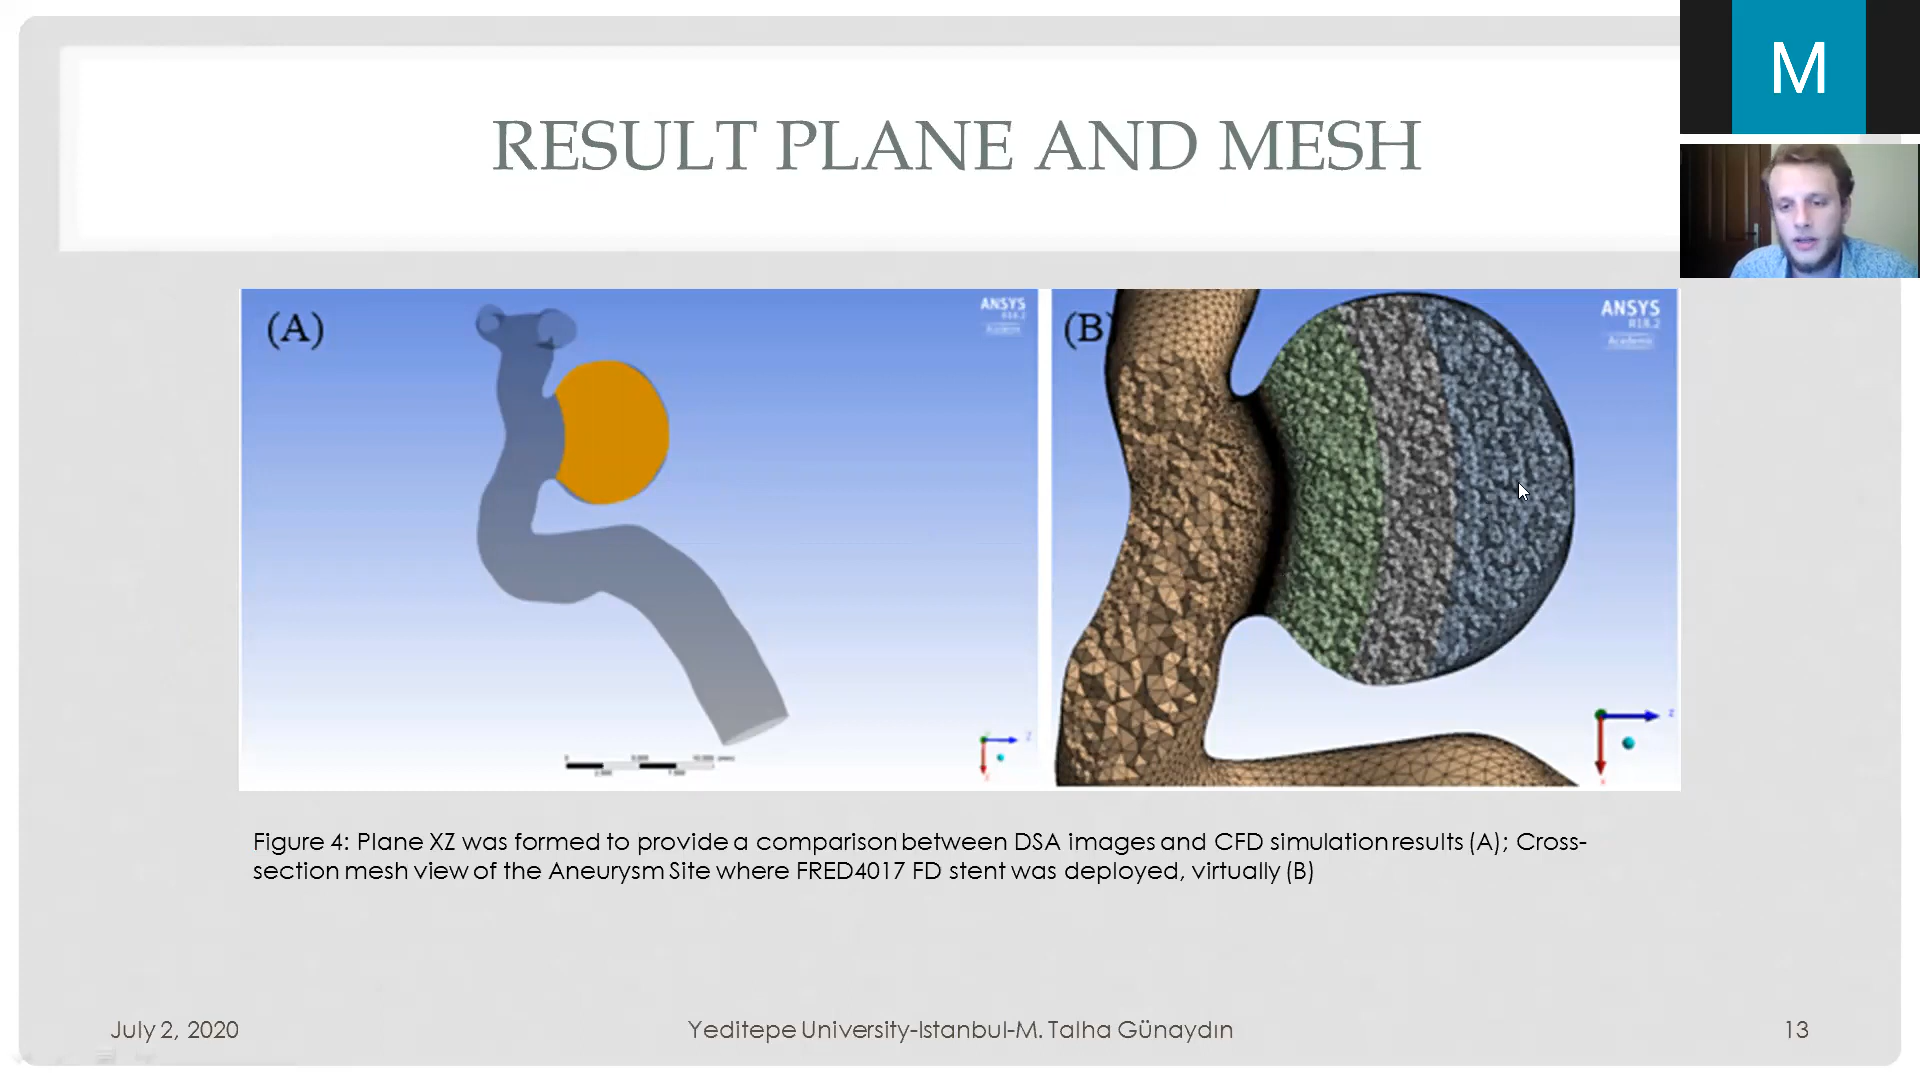 M
RESULT PLANE AND MESH
(A)
ANSYS
R18.2
Academic
(B)
ANSYS
R18.2
Academic
Z
Z
Figure 4: Plane XZ was formed to provide a comparison between DSA images and CFD simulation results (A); Cross-
section mesh view of the Aneurysm Site where FRED4017 FD stent was deployed, virtually (B)
July 2, 2020
Yeditepe University-Istanbul-M. Talha Günaydın
13